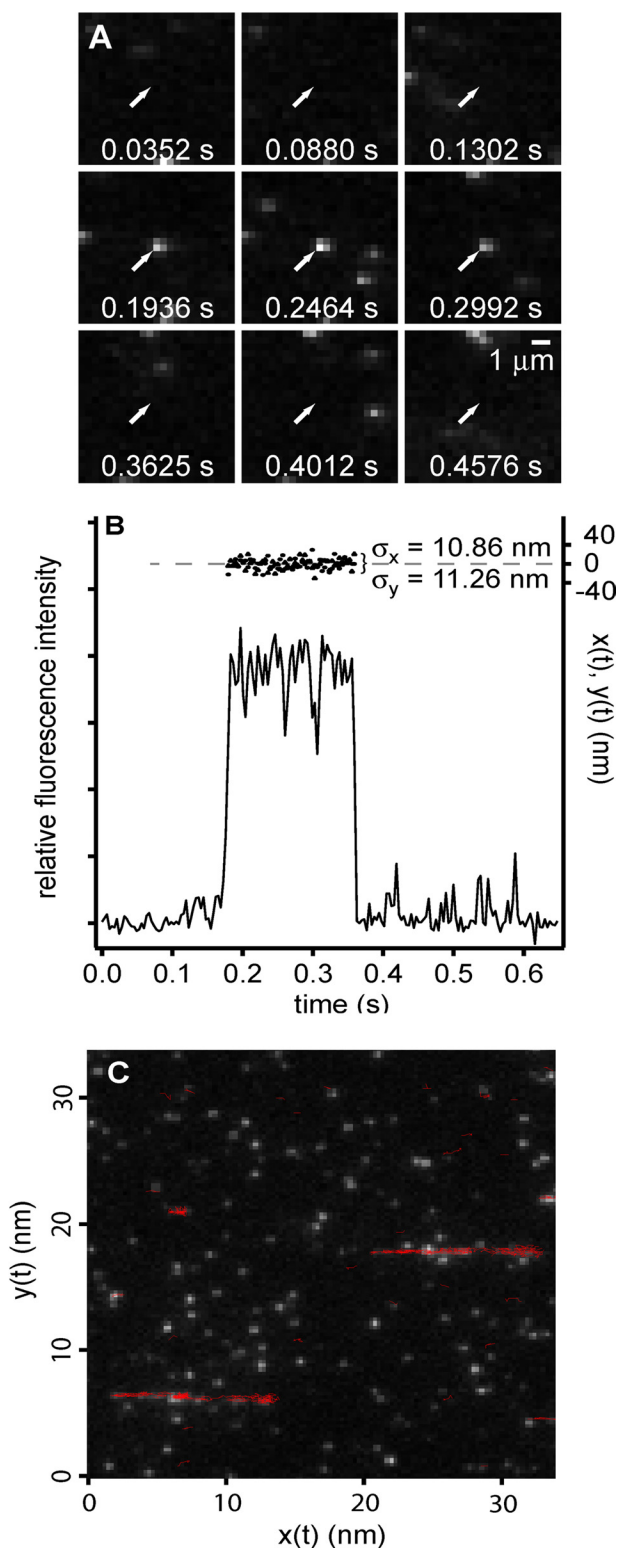 A
0.0352 s
0.0880 s
0.1302 s
0.1936 s
0.2464 s
0.2992 s
0.3625 s
0.4012 s
1 μm
0.4576 s
B
relative fluorescence intensity
σx = 10.86 nm
σy = 11.26 nm
40
0
-40
x(t), y(t) (nm)
0.0 0.1 0.2 0.3 0.4 0.5 0.6
time (s)
C
y(t) (nm)
30
20
10
0
0 10 20 30
x(t) (nm)